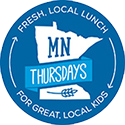 FRESH, LOCAL LUNCH
MN
THURSDAYS
FOR GREAT, LOCAL KIDS